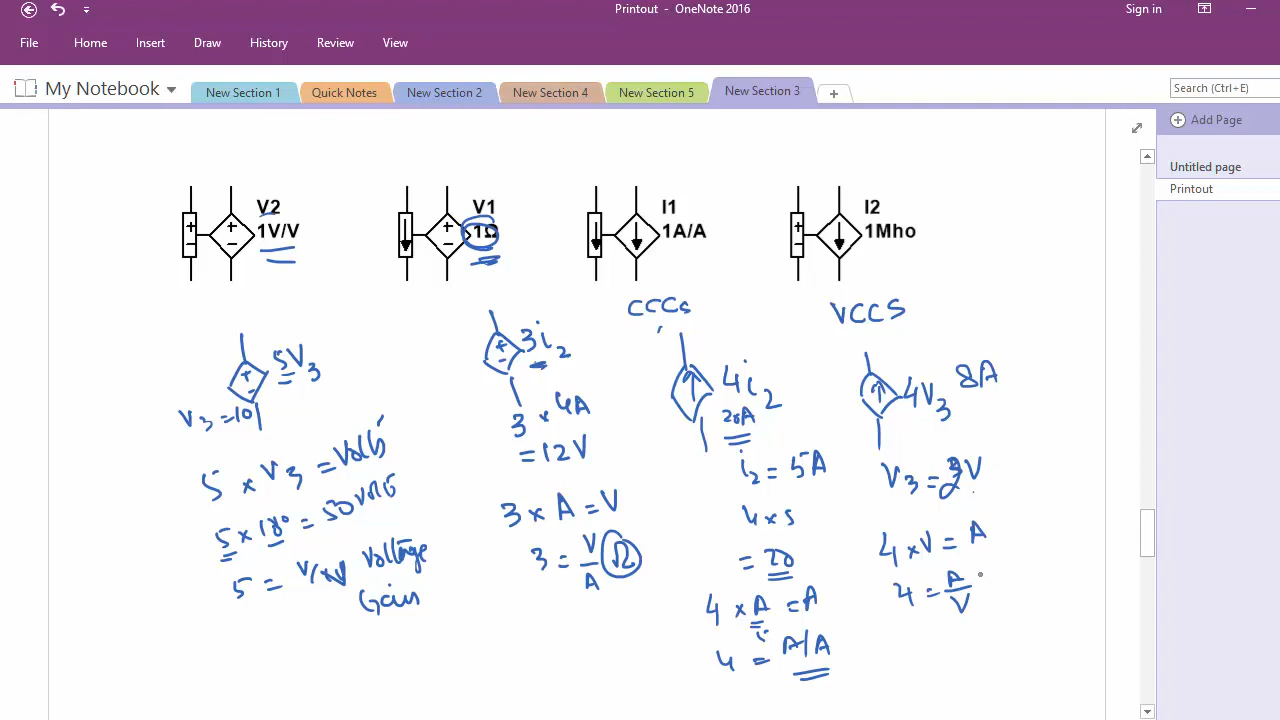 Printout - OneNote 2016
Sign in
File Home Insert Draw History Review View
My Notebook
New Section 1
Quick Notes
New Section 2
New Section 4
New Section 5
New Section 3
+
Search (Ctrl+E)
Add Page
Untitled page
Printout
V2
1V/V
V1
1Ω
I1
1A/A
I2
1Mho
CCCS
VCCS
5V3
V3 = 10
5 × V3 = Volts
= 50 Volts
5 = V/V Voltage
Gain
3i2
3 × 4A
= 12V
3 × A = V
3 = V/A Ω
4i2
20A
i2 = 5A
4 × 5
= 20
4 × A = A
i
4 = A/A
4V3 8A
V3 = V
4 × V = A
4 = A/V